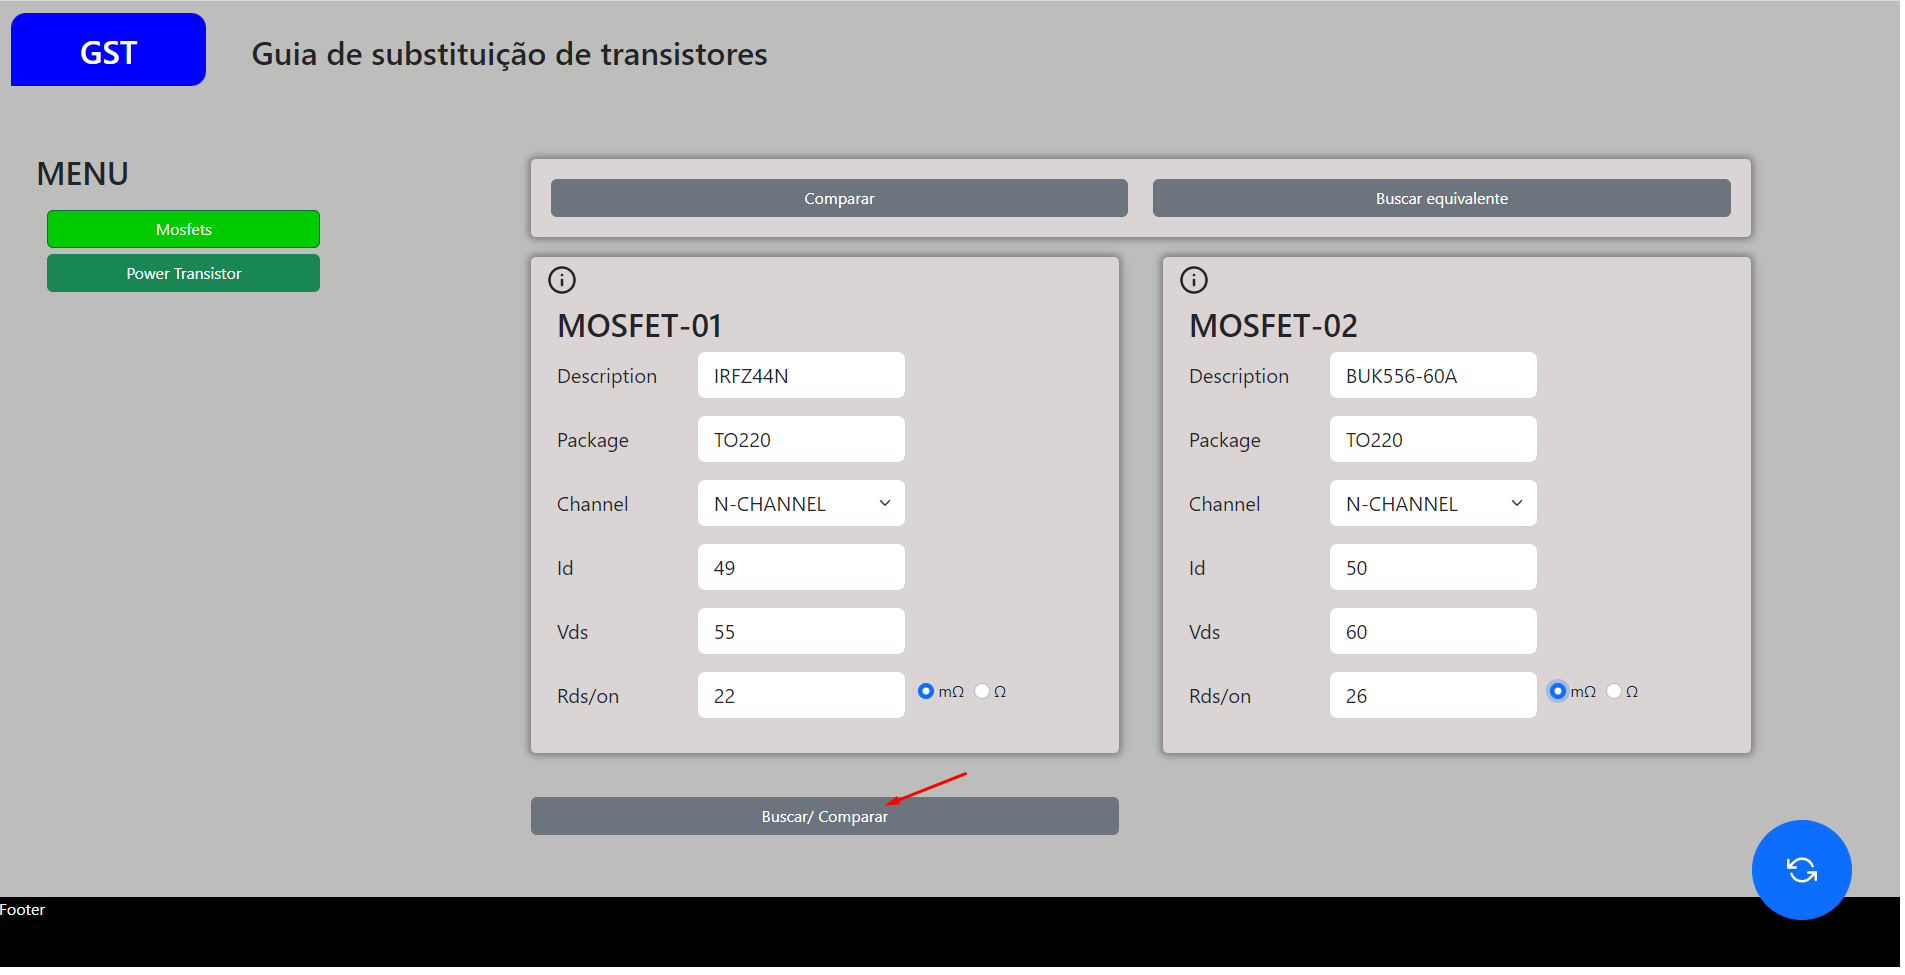 GST
Guia de substituição de transistores
MENU
Mosfets
Power Transistor
Comparar
Buscar equivalente
MOSFET-01
Description IRFZ44N
Package TO220
Channel N-CHANNEL
Id 49
Vds 55
Rds/on 22 mΩ Ω
MOSFET-02
Description BUK556-60A
Package TO220
Channel N-CHANNEL
Id 50
Vds 60
Rds/on 26 mΩ Ω
Buscar/ Comparar
Footer